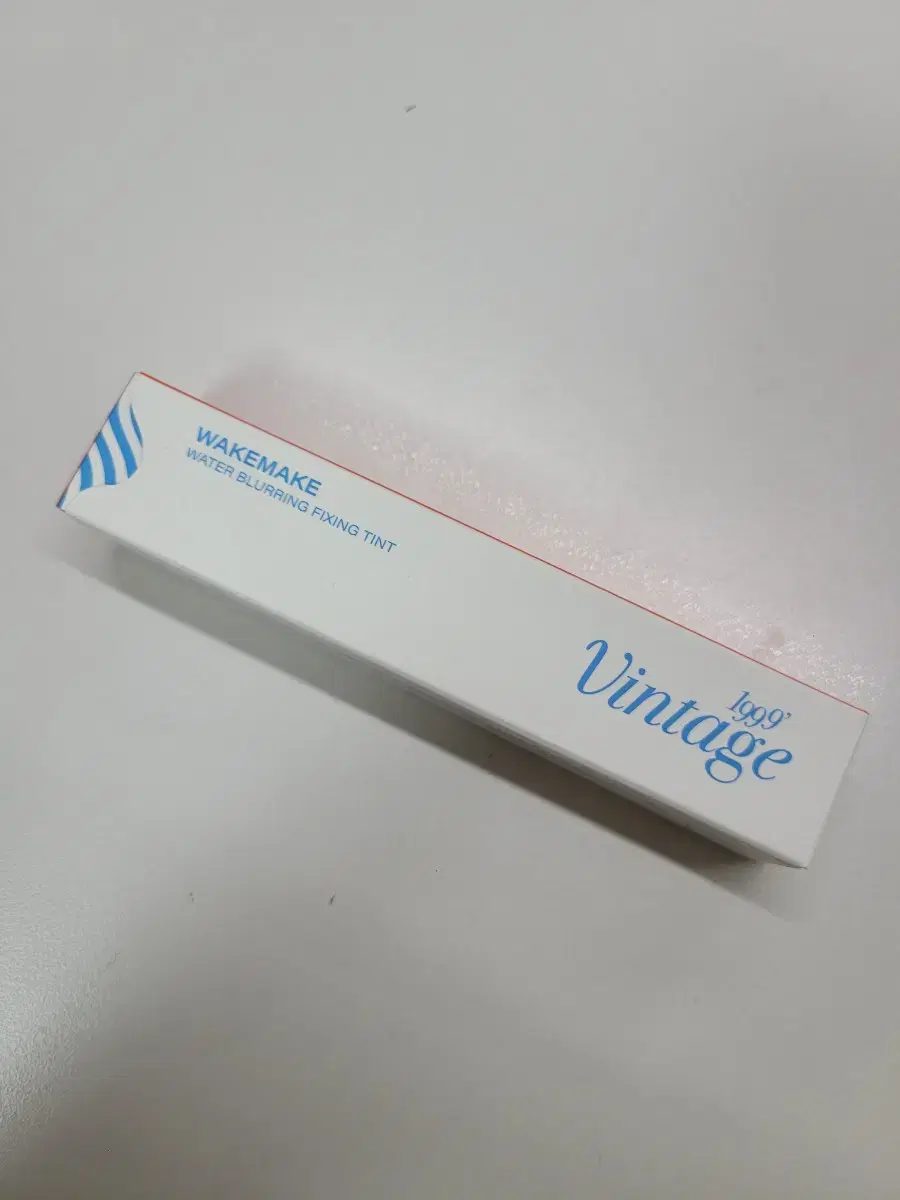 WAKEMAKE
WATER BLURRING FIXING TINT
1999'
Vintage